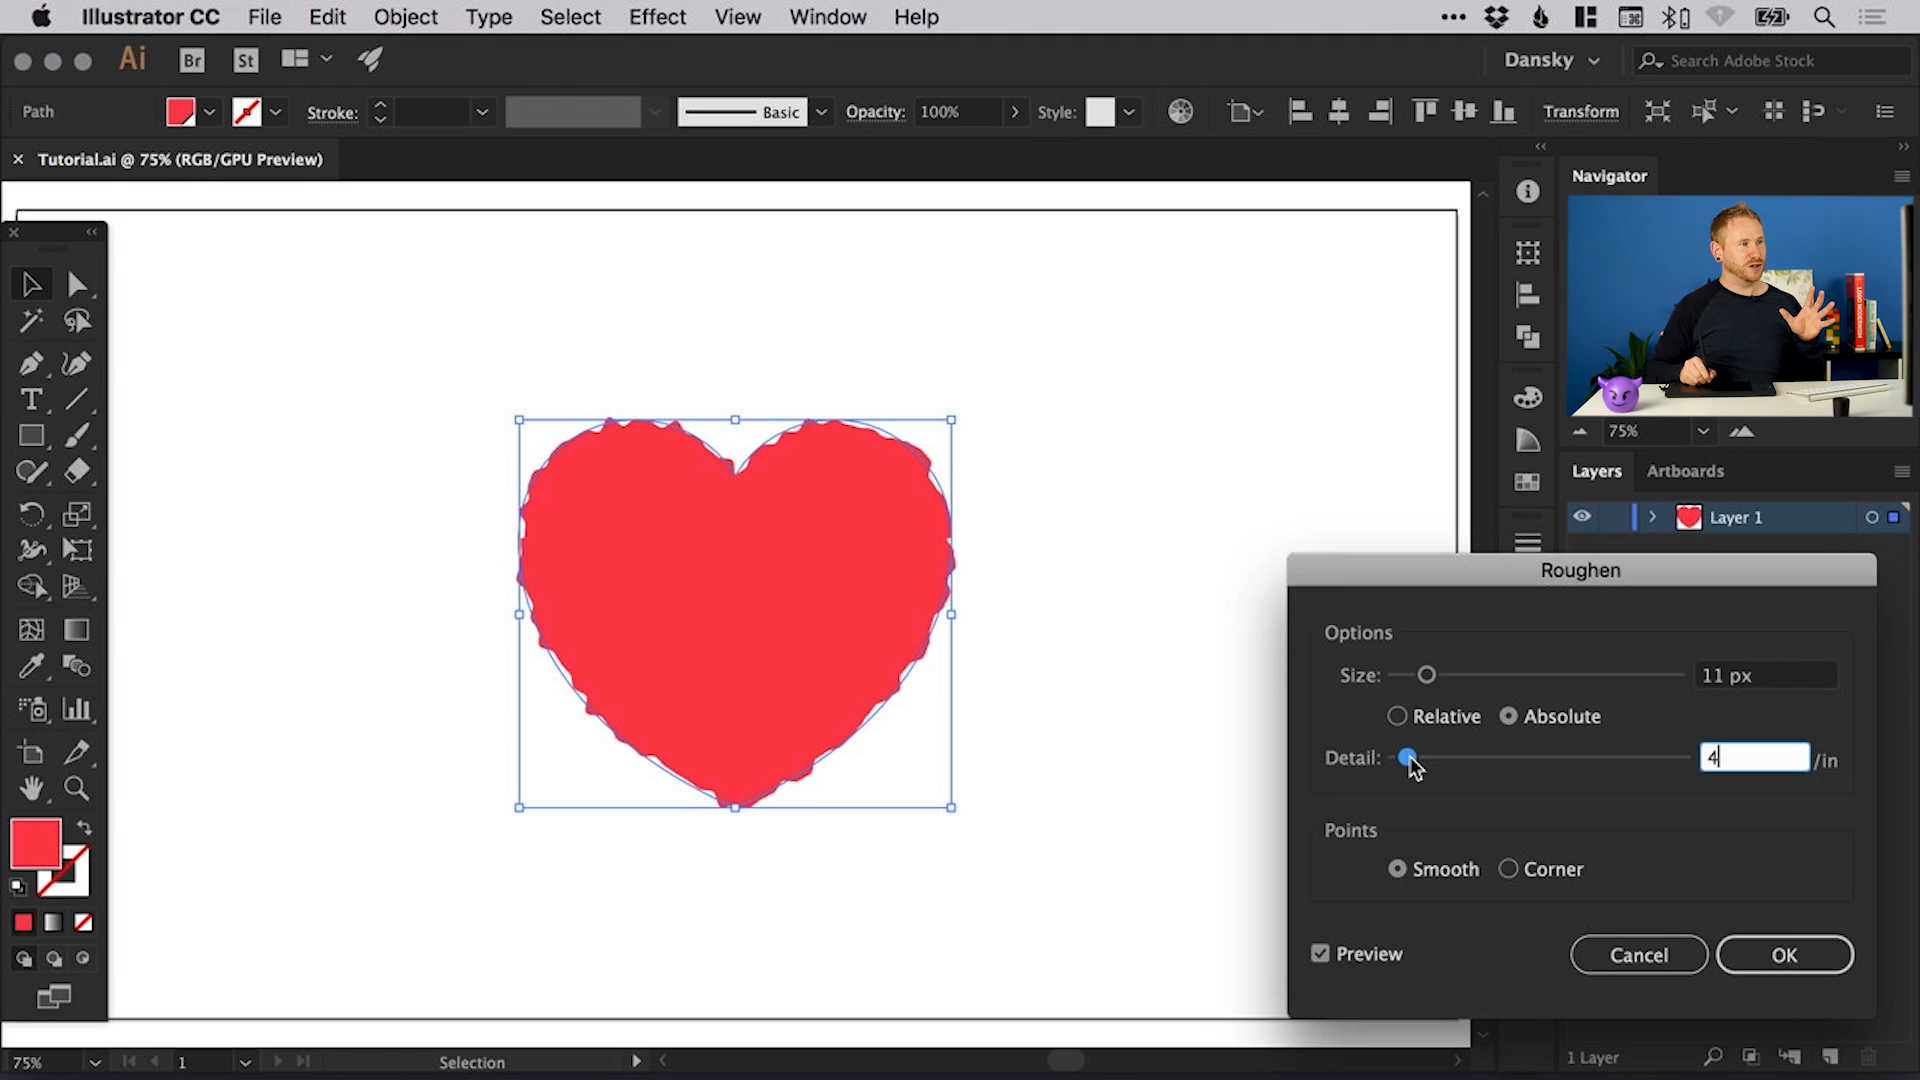 Illustrator CC File Edit Object Type Select Effect View Window Help
Ai Br St Dansky Search Adobe Stock
Path Stroke: Basic Opacity: 100% Style: Transform
× Tutorial.ai @ 75% (RGB/GPU Preview)
Navigator
LOGO MODERNISM
75%
Layers Artboards
Layer 1
Roughen
Options
Size: 11 px
Relative Absolute
Detail: 4 /in
Points
Smooth Corner
Preview Cancel OK
75% 1 Selection 1 Layer